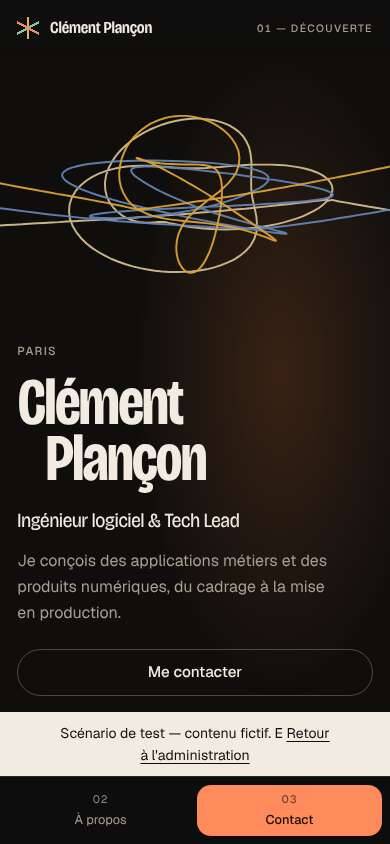 Clément Plançon
01 — DÉCOUVERTE
PARIS
Clément
Plançon
Ingénieur logiciel & Tech Lead
Je conçois des applications métiers et des
produits numériques, du cadrage à la mise
en production.
Me contacter
Scénario de test — contenu fictif. E Retour
à l'administration
02
À propos
03
Contact